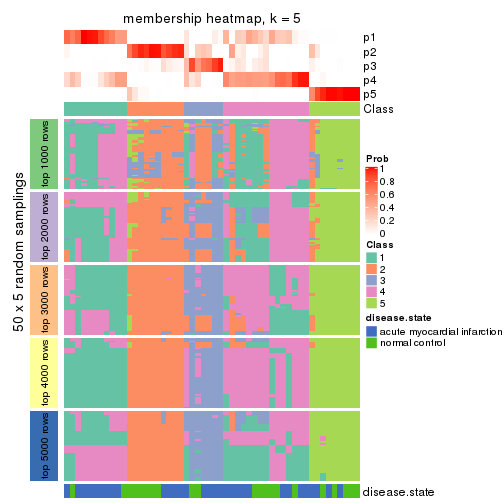 membership heatmap, k = 5
p1
p2
p3
p4
p5
Class
50 x 5 random samplings
top 1000 rows
top 2000 rows
top 3000 rows
top 4000 rows
top 5000 rows
disease.state
Prob
1
0.8
0.6
0.4
0.2
0
Class
1
2
3
4
5
disease.state
acute myocardial infarction
normal control